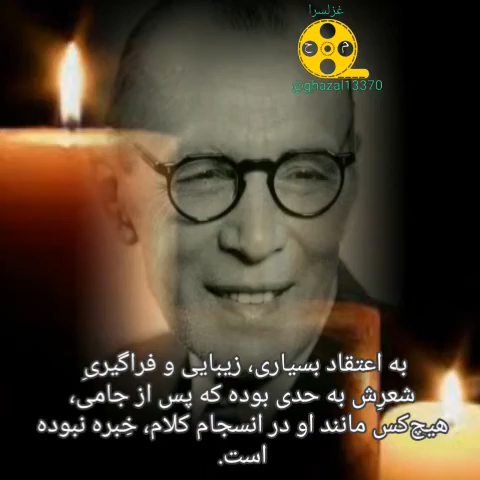 غزلسرا
م ح
@ghazal13370
به اعتقاد بسیاری، زیبایی و فراگیریِ
شعرِش به حدی بوده که پس از جامی،
هیچ‌کس مانند او در انسجام کلام، خِبره نبوده
است.